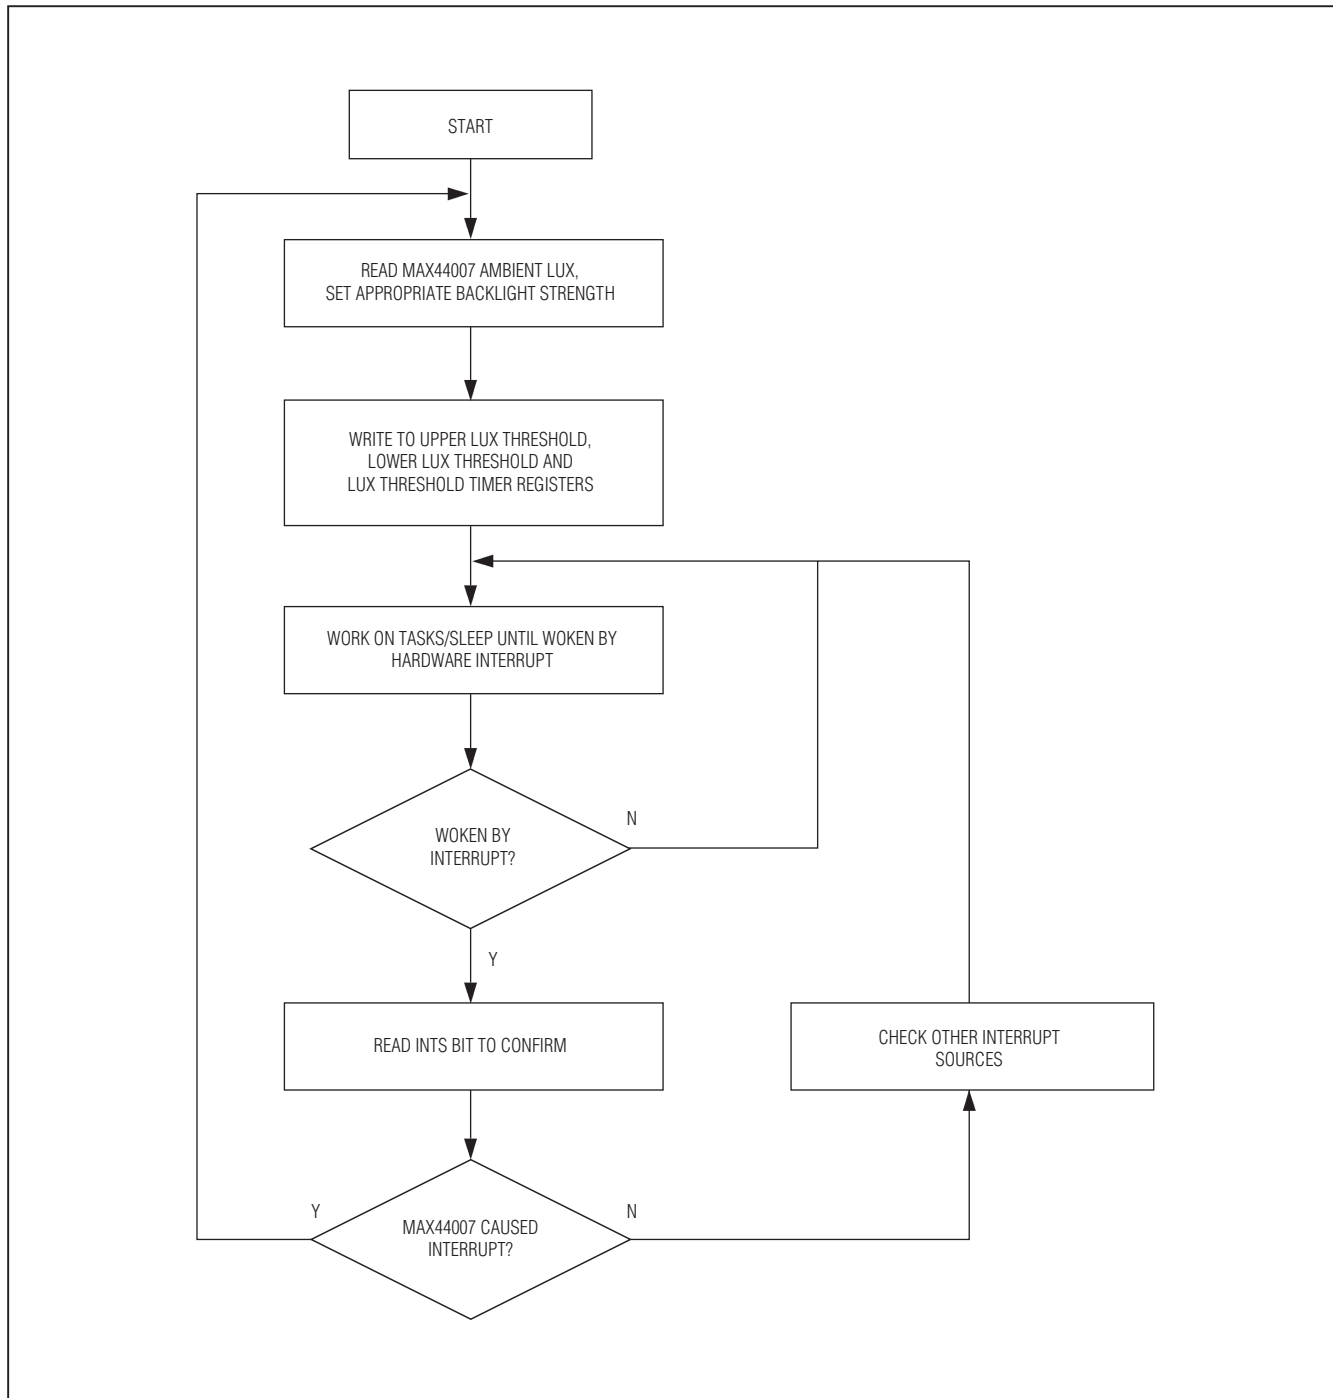 START
READ MAX44007 AMBIENT LUX,
SET APPROPRIATE BACKLIGHT STRENGTH
WRITE TO UPPER LUX THRESHOLD,
LOWER LUX THRESHOLD AND
LUX THRESHOLD TIMER REGISTERS
WORK ON TASKS/SLEEP UNTIL WOKEN BY
HARDWARE INTERRUPT
WOKEN BY
INTERRUPT?
N
Y
READ INTS BIT TO CONFIRM
CHECK OTHER INTERRUPT
SOURCES
Y
MAX44007 CAUSED
INTERRUPT?
N